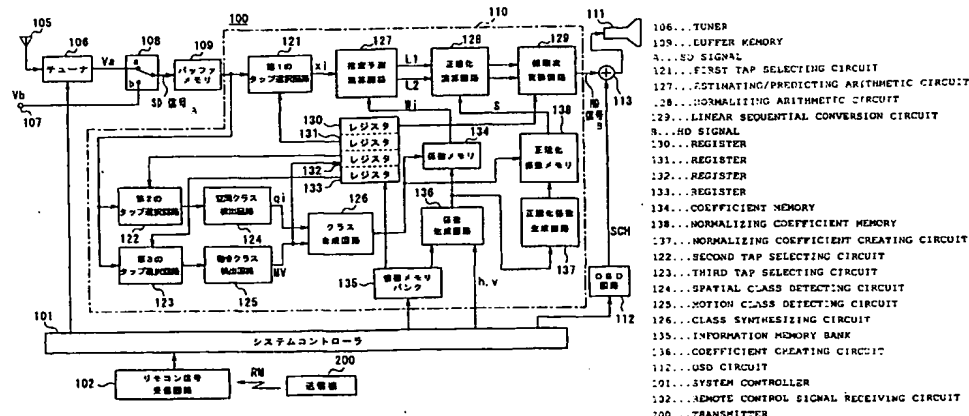 100
110
111
105
106
チューナ
Va
108
a
b
109
バッファ
メモリ
SD 信号
A
Vb
107
121
第1の
タップ選択回路
xi
127
推定予測
演算回路
L1
L2
128
正規化
演算回路
129
線順次
変換回路
HD
信号
B
113
Wi
S
130
131
132
133
レジスタ
レジスタ
レジスタ
レジスタ
134
係数メモリ
138
正規化
係数メモリ
第2の
タップ選択回路
122
空間クラス
検出回路
124
qi
126
クラス
合成回路
136
係数
生成回路
正規化係数
生成回路
137
SCH
第3の
タップ選択回路
123
動きクラス
検出回路
125
MV
135
情報メモリ
バンク
h,v
OSD
回路
112
101
システムコントローラ
102
リモコン信号
受信回路
RM
200
送信機
106...TUNER
109...BUFFER MEMORY
A...SD SIGNAL
121...FIRST TAP SELECTING CIRCUIT
127...ESTIMATING/PREDICTING ARITHMETIC CIRCUIT
128...NORMALIZING ARITHMETIC CIRCUIT
129...LINEAR SEQUENTIAL CONVERSION CIRCUIT
B...HD SIGNAL
130...REGISTER
131...REGISTER
132...REGISTER
133...REGISTER
134...COEFFICIENT MEMORY
138...NORMALIZING COEFFICIENT MEMORY
137...NORMALIZING COEFFICIENT CREATING CIRCUIT
122...SECOND TAP SELECTING CIRCUIT
123...THIRD TAP SELECTING CIRCUIT
124...SPATIAL CLASS DETECTING CIRCUIT
125...MOTION CLASS DETECTING CIRCUIT
126...CLASS SYNTHESIZING CIRCUIT
135...INFORMATION MEMORY BANK
136...COEFFICIENT CREATING CIRCUIT
112...OSD CIRCUIT
101...SYSTEM CONTROLLER
102...REMOTE CONTROL SIGNAL RECEIVING CIRCUIT
200...TRANSMITTER